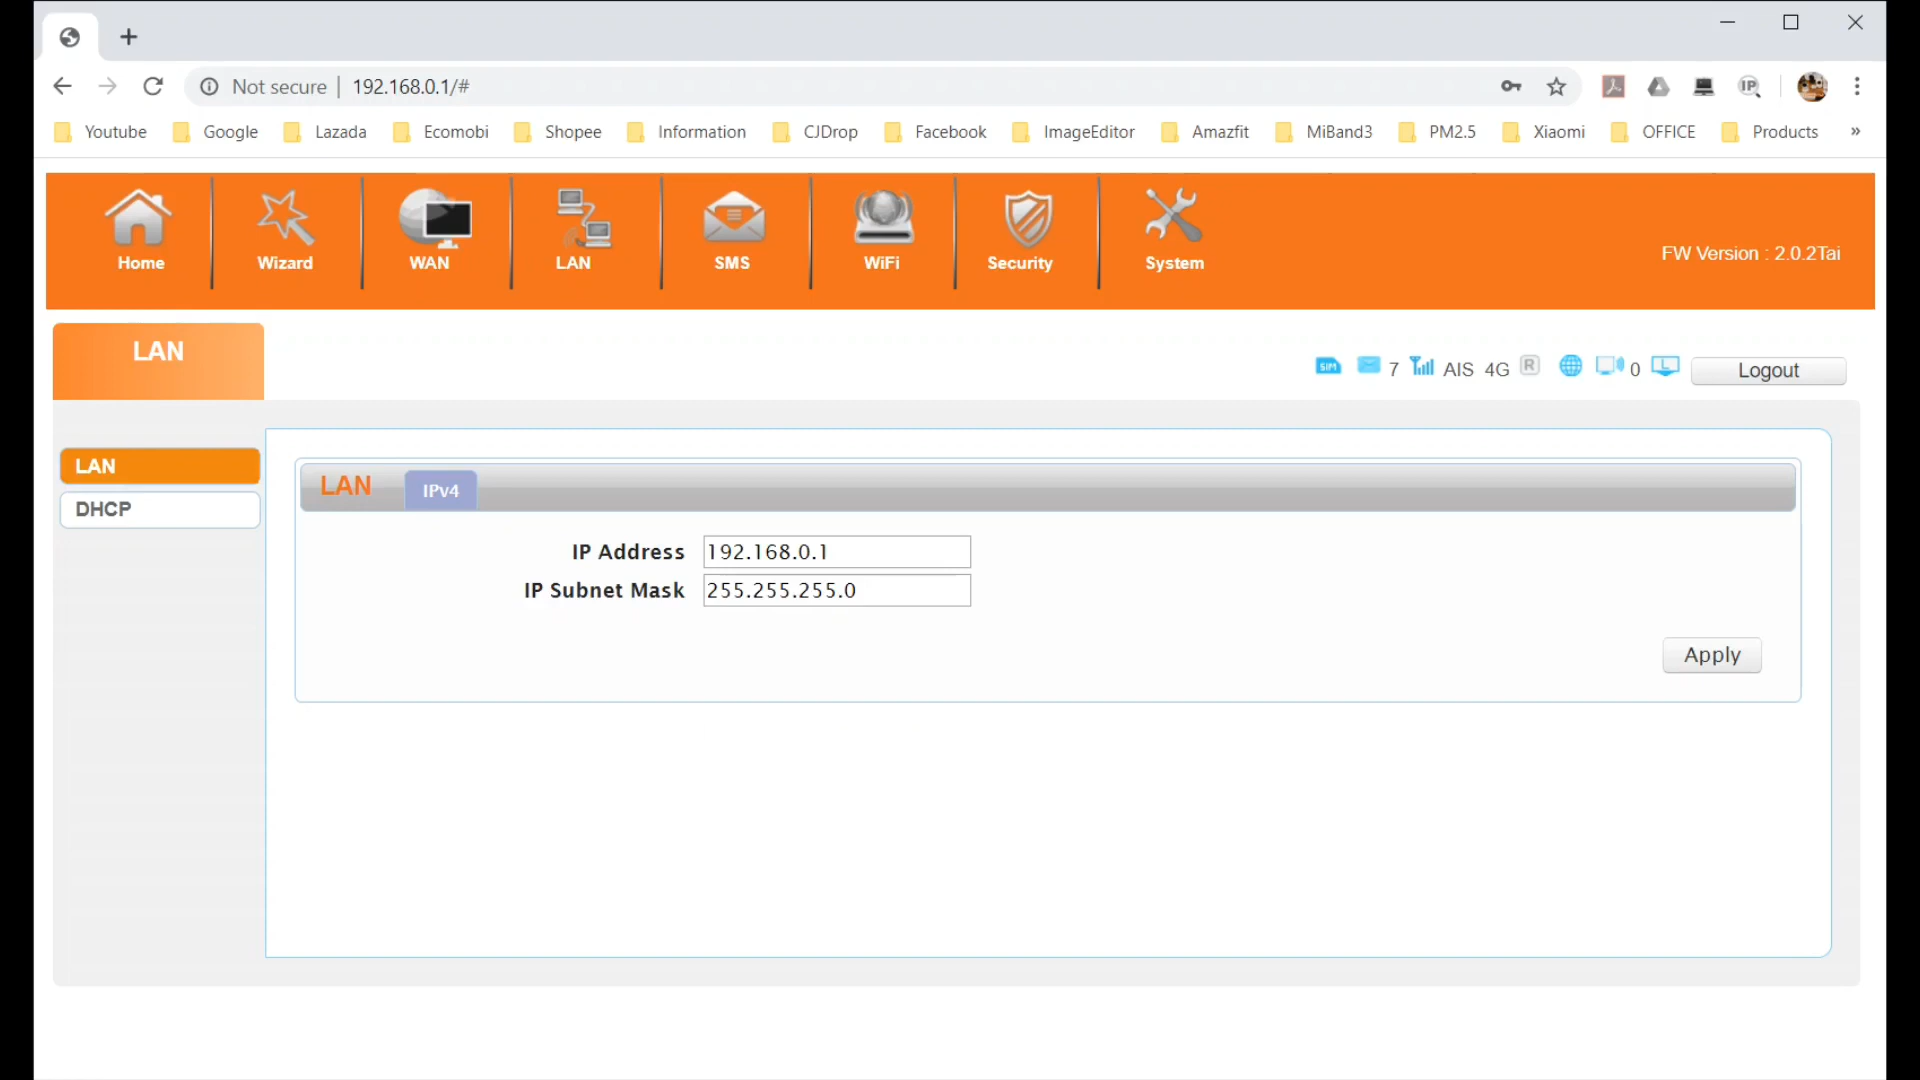 Not secure | 192.168.0.1/#
Youtube Google Lazada Ecomobi Shopee Information CJDrop Facebook ImageEditor Amazfit MiBand3 PM2.5 Xiaomi OFFICE Products »
Home Wizard WAN LAN SMS WiFi Security System
FW Version : 2.0.2Tai
LAN
SIM 7 AIS 4G R 0 L Logout
LAN
DHCP
LAN IPv4
IP Address 192.168.0.1
IP Subnet Mask 255.255.255.0
Apply